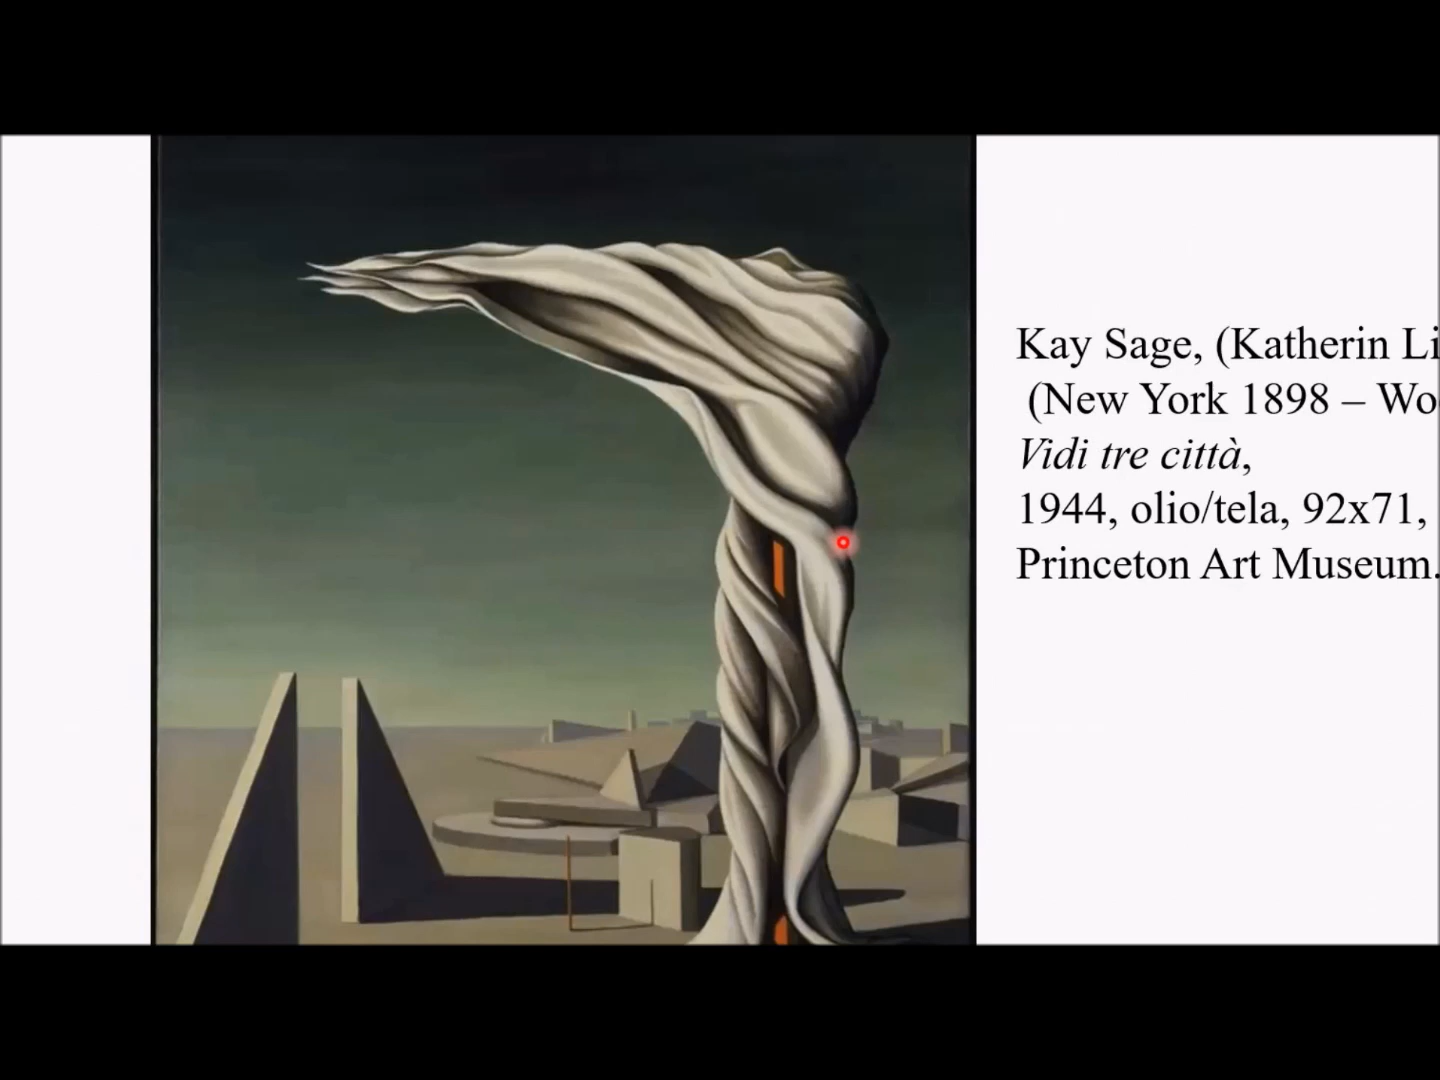 Kay Sage, (Katherin Li
(New York 1898 – Wo
Vidi tre città,
1944, olio/tela, 92x71,
Princeton Art Museum.